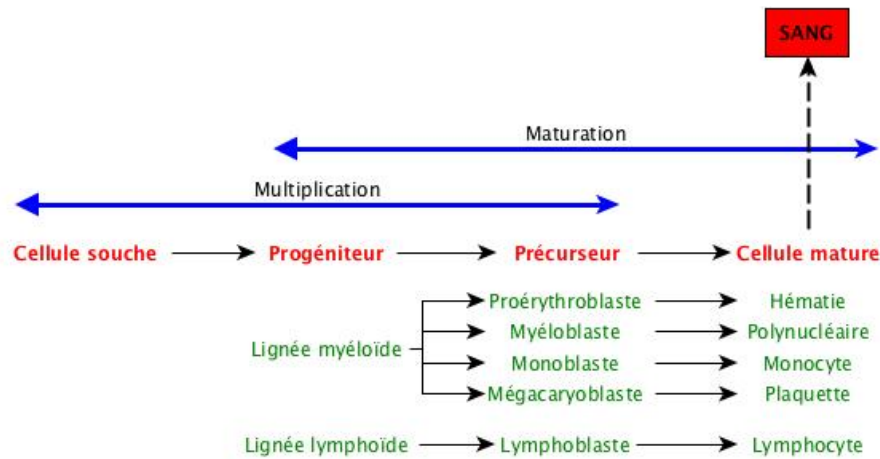 SANG
Maturation
Multiplication
Cellule souche Progéniteur Précurseur Cellule mature
Proérythroblaste Hématie
Myéloblaste Polynucléaire
Lignée myéloïde
Monoblaste Monocyte
Mégacaryoblaste Plaquette
Lignée lymphoïde Lymphoblaste Lymphocyte